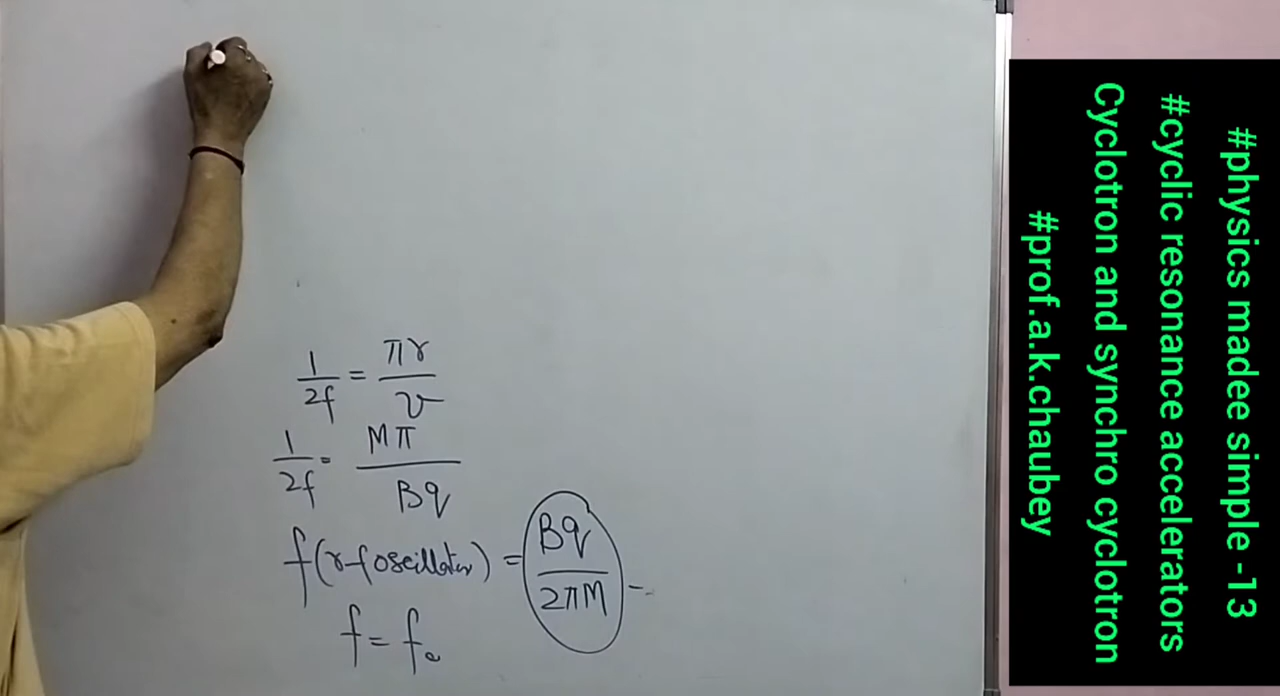 1/2f = πr/v
1/2f = Mπ/Bq
f(r-f oscillator) = Bq/2πM --
f = f₀
#physics madee simple -13
#cyclic resonance accelerators
Cyclotron and synchro cyclotron
#prof.a.k.chaubey